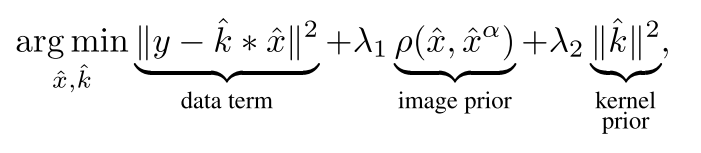 arg min ‖y − k̂ ∗ x̂‖² + λ₁ ρ(x̂, x̂^α) + λ₂ ‖k̂‖²,
x̂,k̂
data term image prior kernel
prior